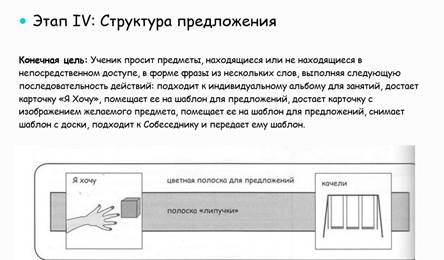 Этап IV: Структура предложения
Конечная цель: Ученик просит предметы, находящиеся или не находящиеся в
непосредственном доступе, в форме фразы из нескольких слов, выполняя следующую
последовательность действий: подходит к индивидуальному альбому для занятий, достает
карточку «Я Хочу», помещает ее на шаблон для предложений, достает карточку с
изображением желаемого предмета, помещает ее на шаблон для предложений, снимает
шаблон с доски, подходит к Собеседнику и передает ему шаблон.
Я хочу
цветная полоска для предложений
качели
полоска «липучки»